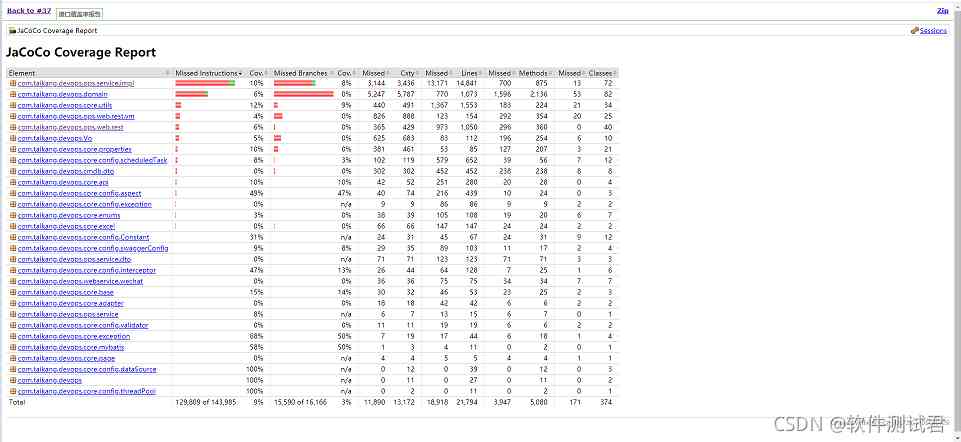 Back to #37 接口覆盖率报告 Zip
JaCoCo Coverage Report Sessions
JaCoCo Coverage Report
Element Missed Instructions Cov. Missed Branches Cov. Missed Cxty Missed Lines Missed Methods Missed Classes
com.taikang.devops.ops.service.impl 10% 8% 3,144 3,436 13,171 14,841 700 875 13 72
com.taikang.devops.domain 6% 0% 5,247 5,787 770 1,073 1,596 2,136 53 82
com.taikang.devops.core.utils 12% 9% 440 491 1,367 1,553 183 224 21 34
com.taikang.devops.ops.web.rest.vm 4% 0% 826 888 123 154 292 354 20 25
com.taikang.devops.ops.web.rest 6% 0% 365 429 973 1,050 296 360 0 40
com.taikang.devops.Vo 5% 0% 625 683 83 112 196 254 6 10
com.taikang.devops.core.properties 10% 0% 381 461 53 85 127 207 3 21
com.taikang.devops.core.config.scheduledTask 8% 3% 102 119 579 652 39 56 7 12
com.taikang.devops.cmdb.dto 0% 0% 302 302 452 452 238 238 8 8
com.taikang.devops.core.api 10% 10% 42 52 251 280 20 28 0 4
com.taikang.devops.core.config.aspect 49% 47% 40 74 216 439 10 24 0 3
com.taikang.devops.core.config.exception 0% n/a 9 9 86 86 9 9 2 2
com.taikang.devops.enums 3% 0% 38 39 105 108 19 20 6 7
com.taikang.devops.core.excel 0% 0% 66 66 147 147 24 24 2 2
com.taikang.devops.core.config.Constant 31% n/a 24 31 45 67 24 31 9 12
com.taikang.devops.core.config.swaggerConfig 9% 8% 29 35 89 103 11 17 2 4
com.taikang.devops.ops.service.dto 0% n/a 71 71 123 123 71 71 3 3
com.taikang.devops.core.config.interceptor 47% 13% 26 44 64 128 7 25 1 6
com.taikang.devops.webservice.wechat 0% n/a 36 36 75 75 34 34 7 7
com.taikang.devops.core.base 15% 14% 30 32 46 53 23 25 2 3
com.taikang.devops.core.adapter 0% 0% 18 18 42 42 6 6 2 2
com.taikang.devops.ops.service 8% n/a 6 7 13 15 6 7 0 1
com.taikang.devops.core.config.validator 0% 0% 11 11 19 19 6 6 2 2
com.taikang.devops.core.exception 68% 50% 7 19 17 44 6 18 1 4
com.taikang.devops.core.mybatis 58% 50% 1 3 4 11 0 2 0 1
com.taikang.devops.core.page 0% n/a 4 4 5 5 4 4 1 1
com.taikang.devops.core.config.dataSource 100% n/a 0 12 0 39 0 12 0 3
com.taikang.devops 100% n/a 0 11 0 27 0 11 0 2
com.taikang.devops.core.config.threadPool 100% n/a 0 2 0 11 0 2 0 1
Total 129,809 of 143,985 9% 15,590 of 16,166 3% 11,890 13,172 18,918 21,794 3,947 5,080 171 374
CSDN @软件测试君